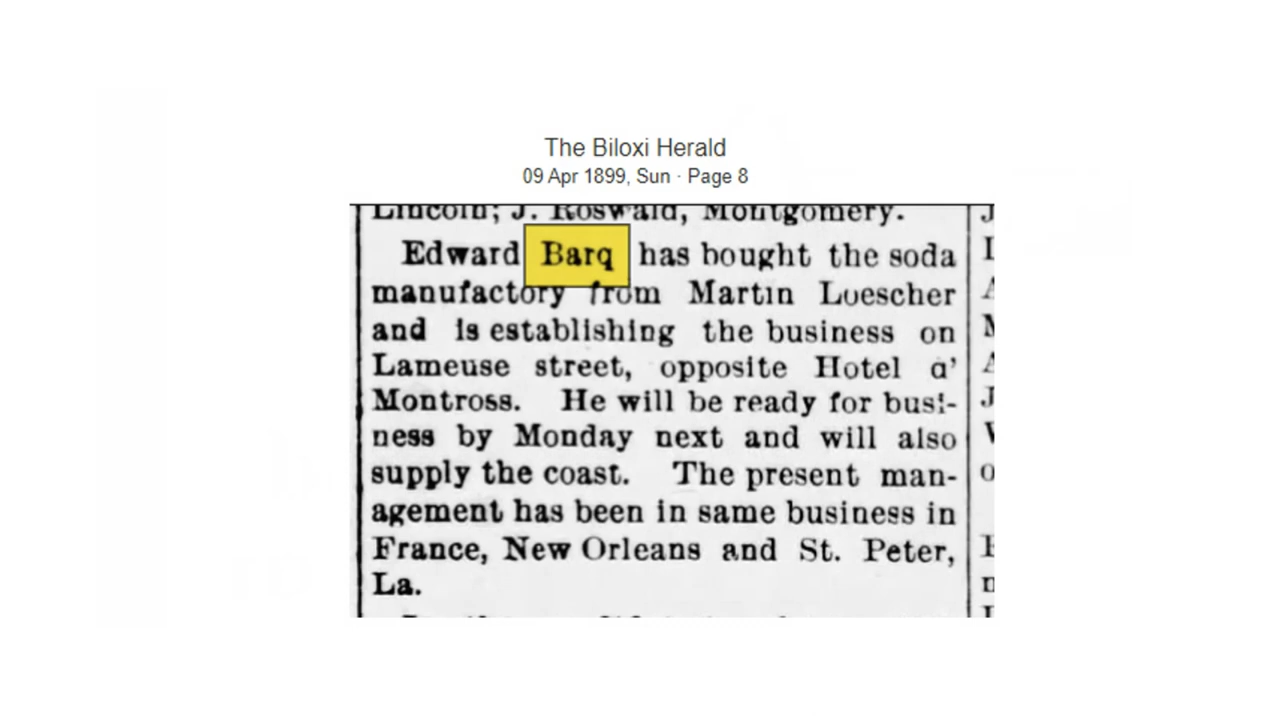 The Biloxi Herald
09 Apr 1899, Sun · Page 8
Lincoln; J. Roswald, Montgomery.
Edward Barq has bought the soda
manufactory from Martin Luescher
and is establishing the business on
Lameuse street, opposite Hotel a'
Montross. He will be ready for busi-
ness by Monday next and will also
supply the coast. The present man-
agement has been in same business in
France, New Orleans and St. Peter,
La.